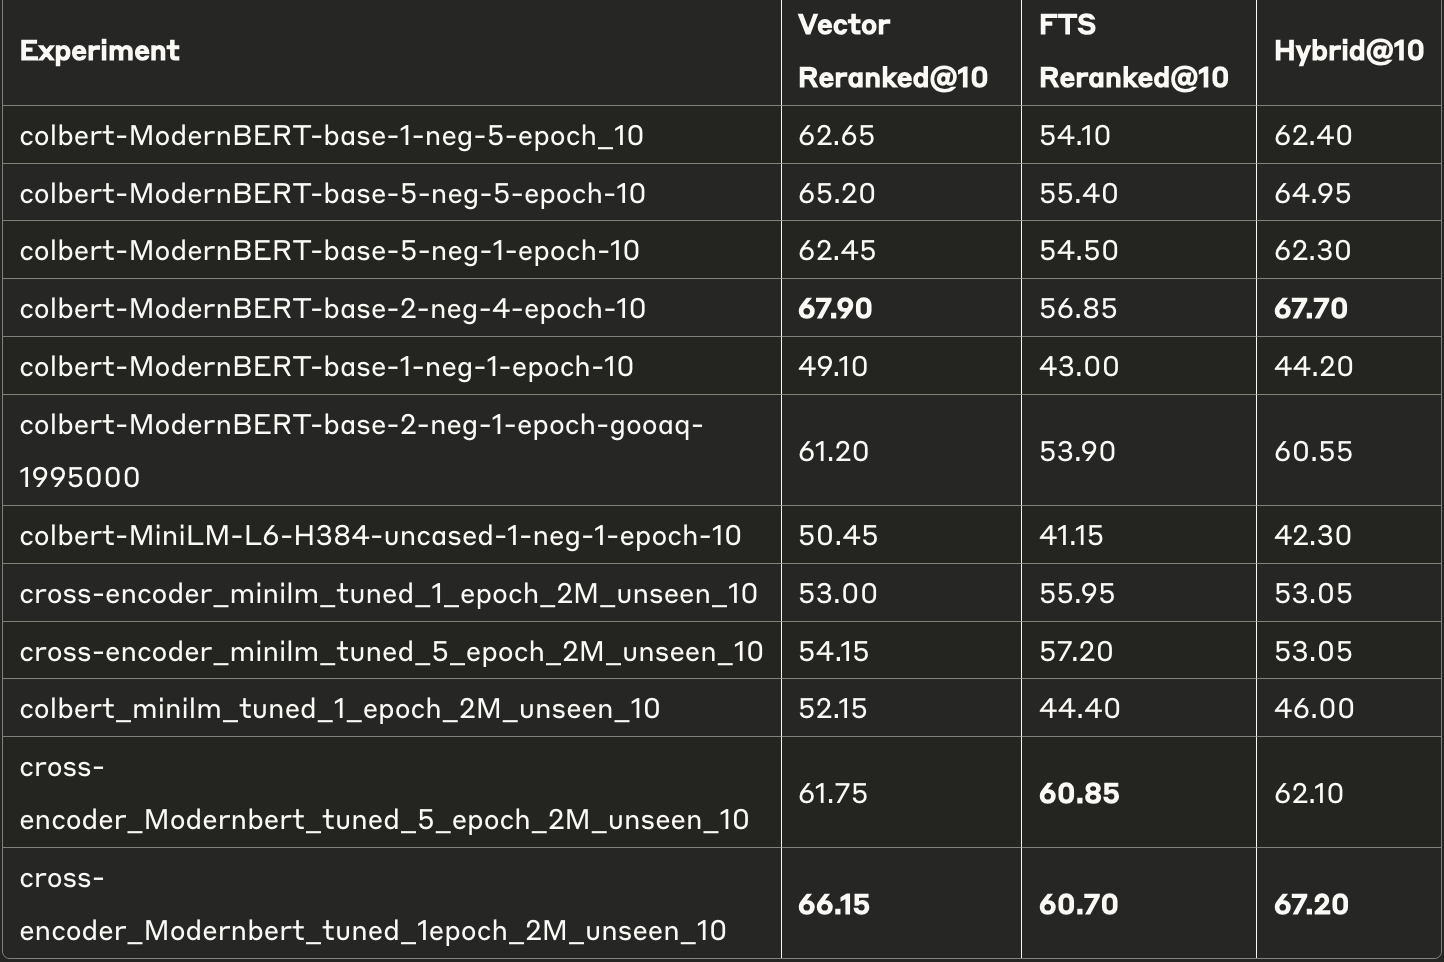 Experiment
Vector
Reranked@10
FTS
Reranked@10
Hybrid@10
colbert-ModernBERT-base-1-neg-5-epoch_10 62.65 54.10 62.40
colbert-ModernBERT-base-5-neg-5-epoch-10 65.20 55.40 64.95
colbert-ModernBERT-base-5-neg-1-epoch-10 62.45 54.50 62.30
colbert-ModernBERT-base-2-neg-4-epoch-10 67.90 56.85 67.70
colbert-ModernBERT-base-1-neg-1-epoch-10 49.10 43.00 44.20
colbert-ModernBERT-base-2-neg-1-epoch-gooaq-
1995000
61.20 53.90 60.55
colbert-MiniLM-L6-H384-uncased-1-neg-1-epoch-10 50.45 41.15 42.30
cross-encoder_minilm_tuned_1_epoch_2M_unseen_10 53.00 55.95 53.05
cross-encoder_minilm_tuned_5_epoch_2M_unseen_10 54.15 57.20 53.05
colbert_minilm_tuned_1_epoch_2M_unseen_10 52.15 44.40 46.00
cross-
encoder_Modernbert_tuned_5_epoch_2M_unseen_10
61.75 60.85 62.10
cross-
encoder_Modernbert_tuned_1epoch_2M_unseen_10
66.15 60.70 67.20